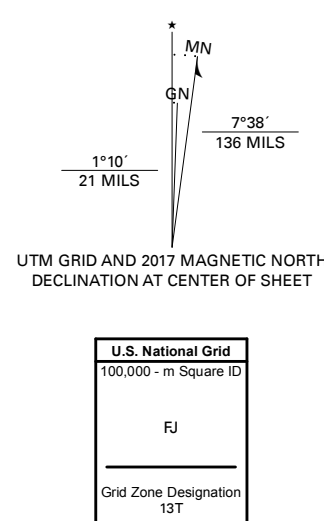 MN
GN
7°38´
136 MILS
1°10´
21 MILS
UTM GRID AND 2017 MAGNETIC NORTH
DECLINATION AT CENTER OF SHEET
U.S. National Grid
100,000 - m Square ID
FJ
Grid Zone Designation
13T